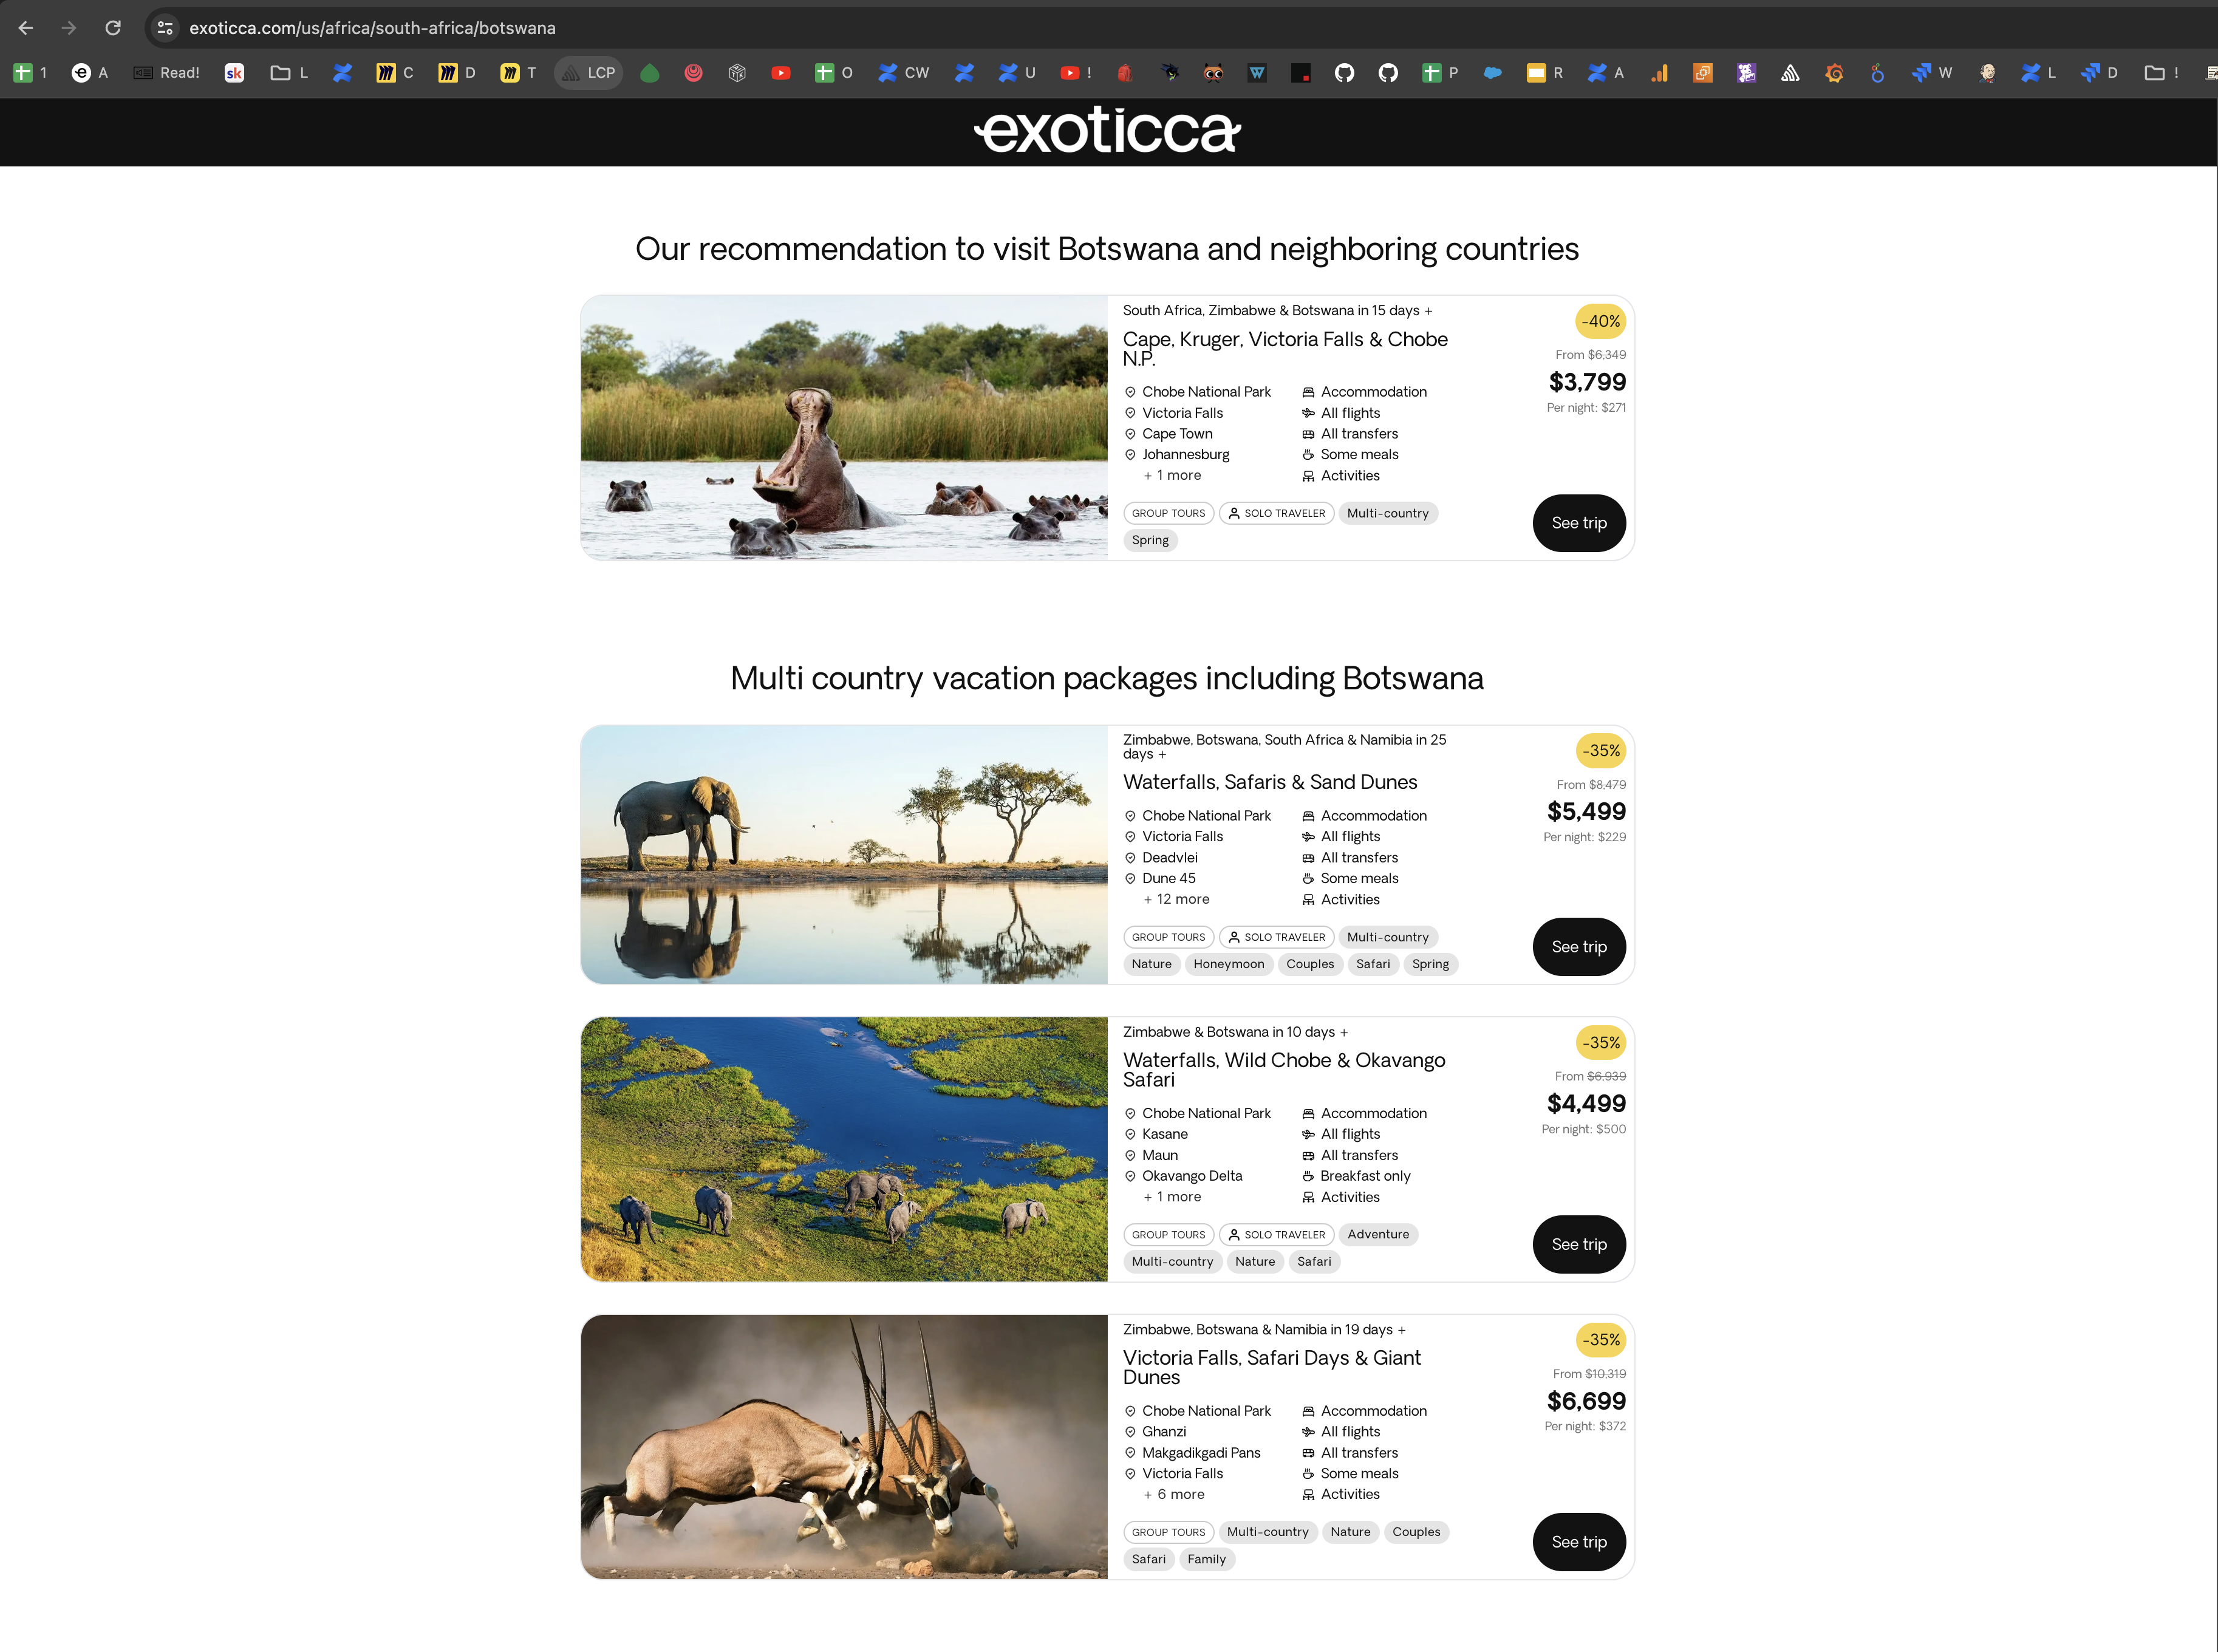 exoticca.com/us/africa/south-africa/botswana
1 A Read! sk L C D T LCP O CW U ! P R A W L D !
exoticca
Our recommendation to visit Botswana and neighboring countries
South Africa, Zimbabwe & Botswana in 15 days +
Cape, Kruger, Victoria Falls & Chobe
N.P.
Chobe National Park
Victoria Falls
Cape Town
Johannesburg
+ 1 more
Accommodation
All flights
All transfers
Some meals
Activities
GROUP TOURS SOLO TRAVELER Multi-country
Spring
-40%
From $6,349
$3,799
Per night: $271
See trip
Multi country vacation packages including Botswana
Zimbabwe, Botswana, South Africa & Namibia in 25
days +
Waterfalls, Safaris & Sand Dunes
Chobe National Park
Victoria Falls
Deadvlei
Dune 45
+ 12 more
Accommodation
All flights
All transfers
Some meals
Activities
GROUP TOURS SOLO TRAVELER Multi-country
Nature Honeymoon Couples Safari Spring
-35%
From $8,479
$5,499
Per night: $229
See trip
Zimbabwe & Botswana in 10 days +
Waterfalls, Wild Chobe & Okavango
Safari
Chobe National Park
Kasane
Maun
Okavango Delta
+ 1 more
Accommodation
All flights
All transfers
Breakfast only
Activities
GROUP TOURS SOLO TRAVELER Adventure
Multi-country Nature Safari
-35%
From $6,939
$4,499
Per night: $500
See trip
Zimbabwe, Botswana & Namibia in 19 days +
Victoria Falls, Safari Days & Giant
Dunes
Chobe National Park
Ghanzi
Makgadikgadi Pans
Victoria Falls
+ 6 more
Accommodation
All flights
All transfers
Some meals
Activities
GROUP TOURS Multi-country Nature Couples
Safari Family
-35%
From $10,319
$6,699
Per night: $372
See trip